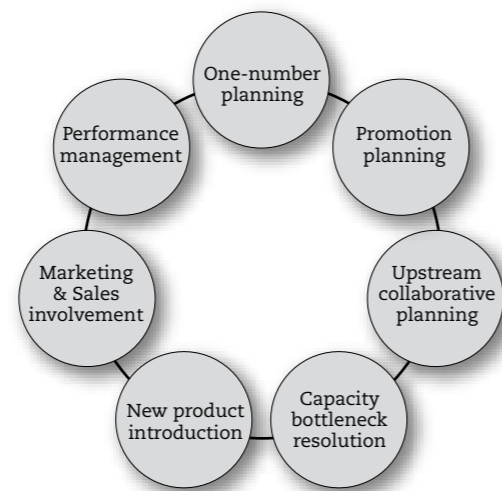 One-number
planning
Promotion
planning
Upstream
collaborative
planning
Capacity
bottleneck
resolution
New product
introduction
Marketing
& Sales
involvement
Performance
management